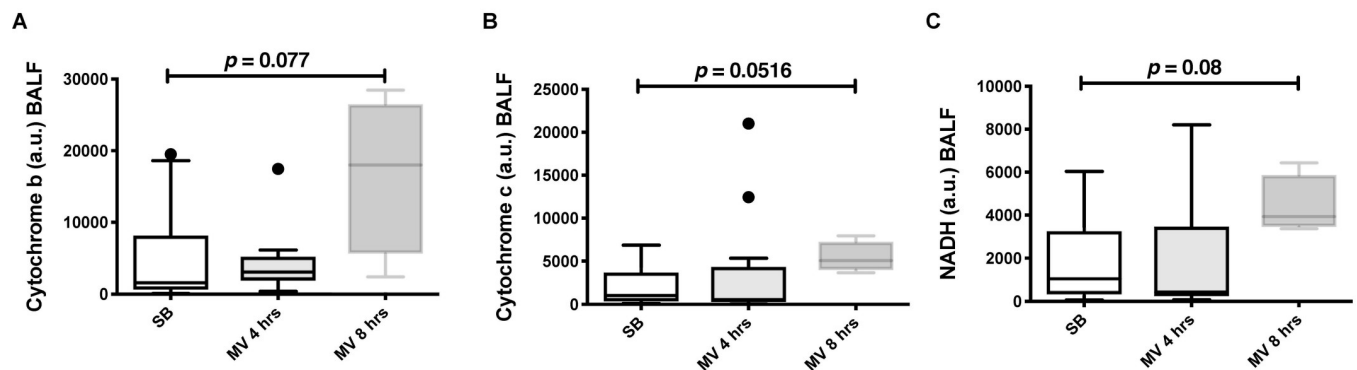 A
p = 0.077
Cytochrome b (a.u.) BALF
30000
20000
10000
0
SB
MV 4 hrs
MV 8 hrs
B
p = 0.0516
Cytochrome c (a.u.) BALF
25000
20000
15000
10000
5000
0
SB
MV 4 hrs
MV 8 hrs
C
p = 0.08
NADH (a.u.) BALF
10000
8000
6000
4000
2000
0
SB
MV 4 hrs
MV 8 hrs